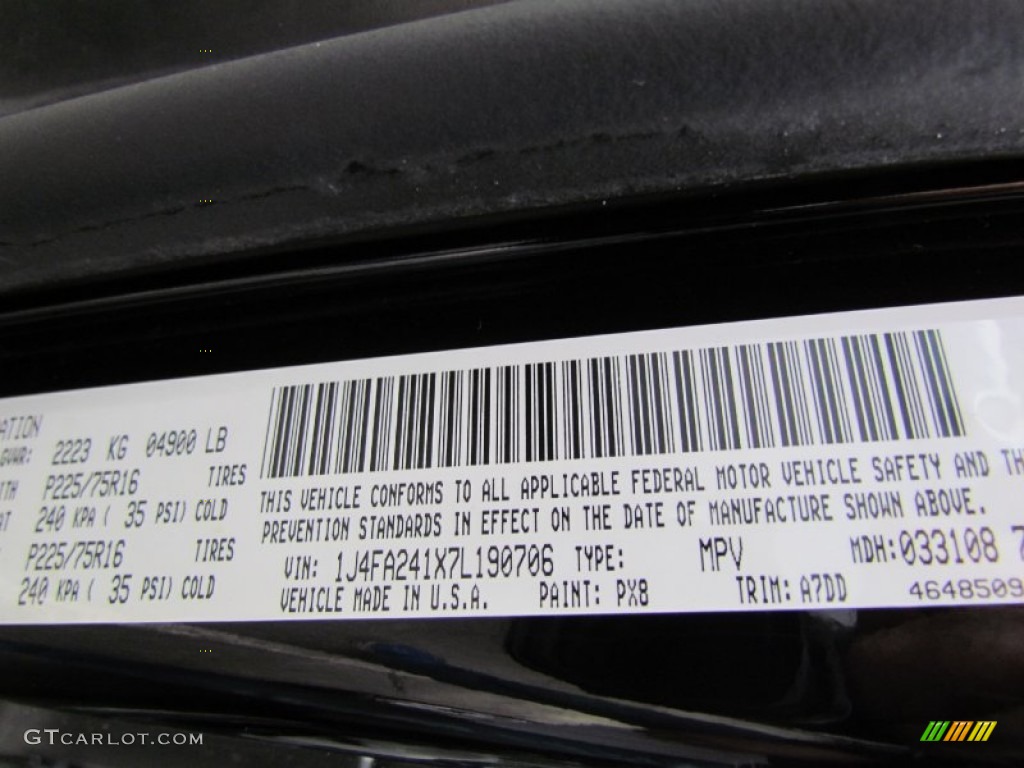 ATION
GVWR: 2223 KG 04900 LB
P225/75R16 TIRES
240 KPA ( 35 PSI) COLD
P225/75R16 TIRES
240 KPA ( 35 PSI) COLD
THIS VEHICLE CONFORMS TO ALL APPLICABLE FEDERAL MOTOR VEHICLE SAFETY AND TH
PREVENTION STANDARDS IN EFFECT ON THE DATE OF MANUFACTURE SHOWN ABOVE.
VIN: 1J4FA241X7L190706 TYPE: MPV MDH:033108 7
VEHICLE MADE IN U.S.A. PAINT: PX8 TRIM: A7DD 4648509
GTCARLOT.COM